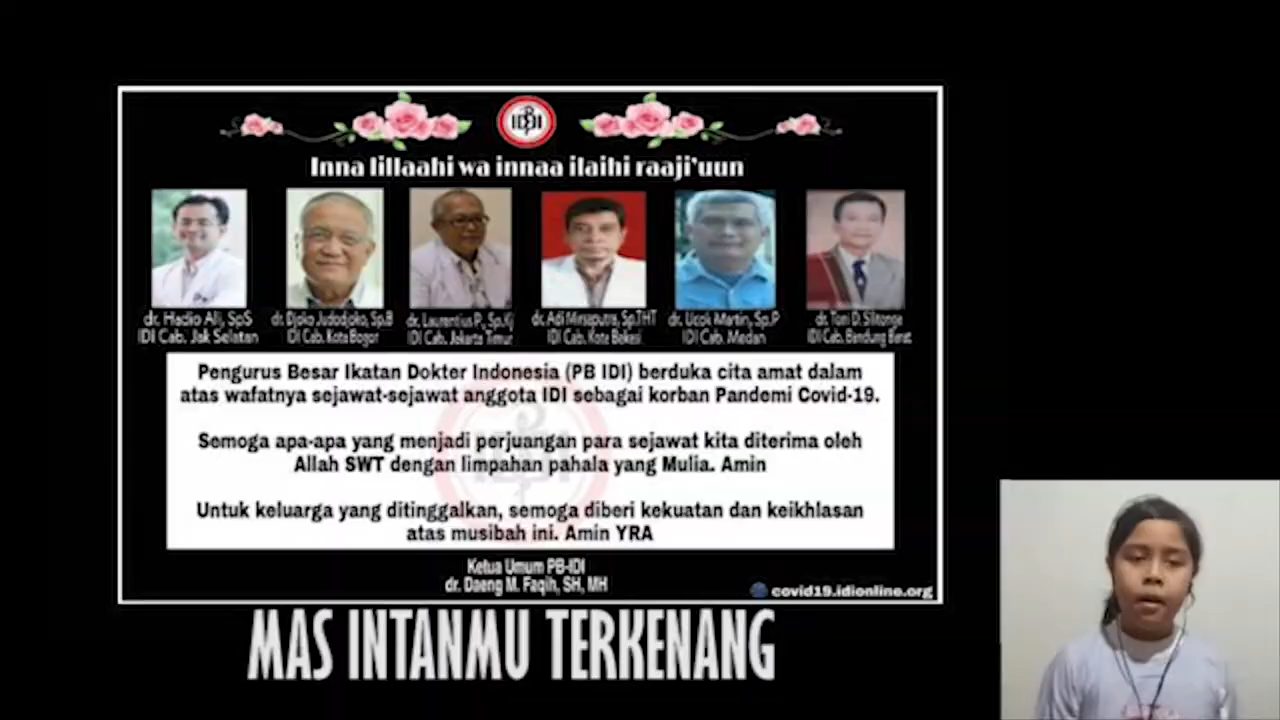 IDI
Inna lillaahi wa innaa ilaihi raaji'uun
dr. Hadio Ali, SpS
IDI Cab. Jak Selatan
dr. Djoko Judodjoko, Sp.B
IDI Cab. Kota Bogor
dr. Laurentius P., Sp.Kj
IDI Cab. Jakarta Timur
dr. Adi Mirsaputra, Sp.THT
IDI Cab. Kota Bekasi
dr. Ucok Martin, Sp.P
IDI Cab. Medan
dr. Toni D. Silitonga
IDI Cab. Bandung Barat
Pengurus Besar Ikatan Dokter Indonesia (PB IDI) berduka cita amat dalam
atas wafatnya sejawat-sejawat anggota IDI sebagai korban Pandemi Covid-19.
Semoga apa-apa yang menjadi perjuangan para sejawat kita diterima oleh
Allah SWT dengan limpahan pahala yang Mulia. Amin
Untuk keluarga yang ditinggalkan, semoga diberi kekuatan dan keikhlasan
atas musibah ini. Amin YRA
Ketua Umum PB-IDI
dr. Daeng M. Faqih, SH, MH
covid19.idionline.org
MAS INTANMU TERKENANG